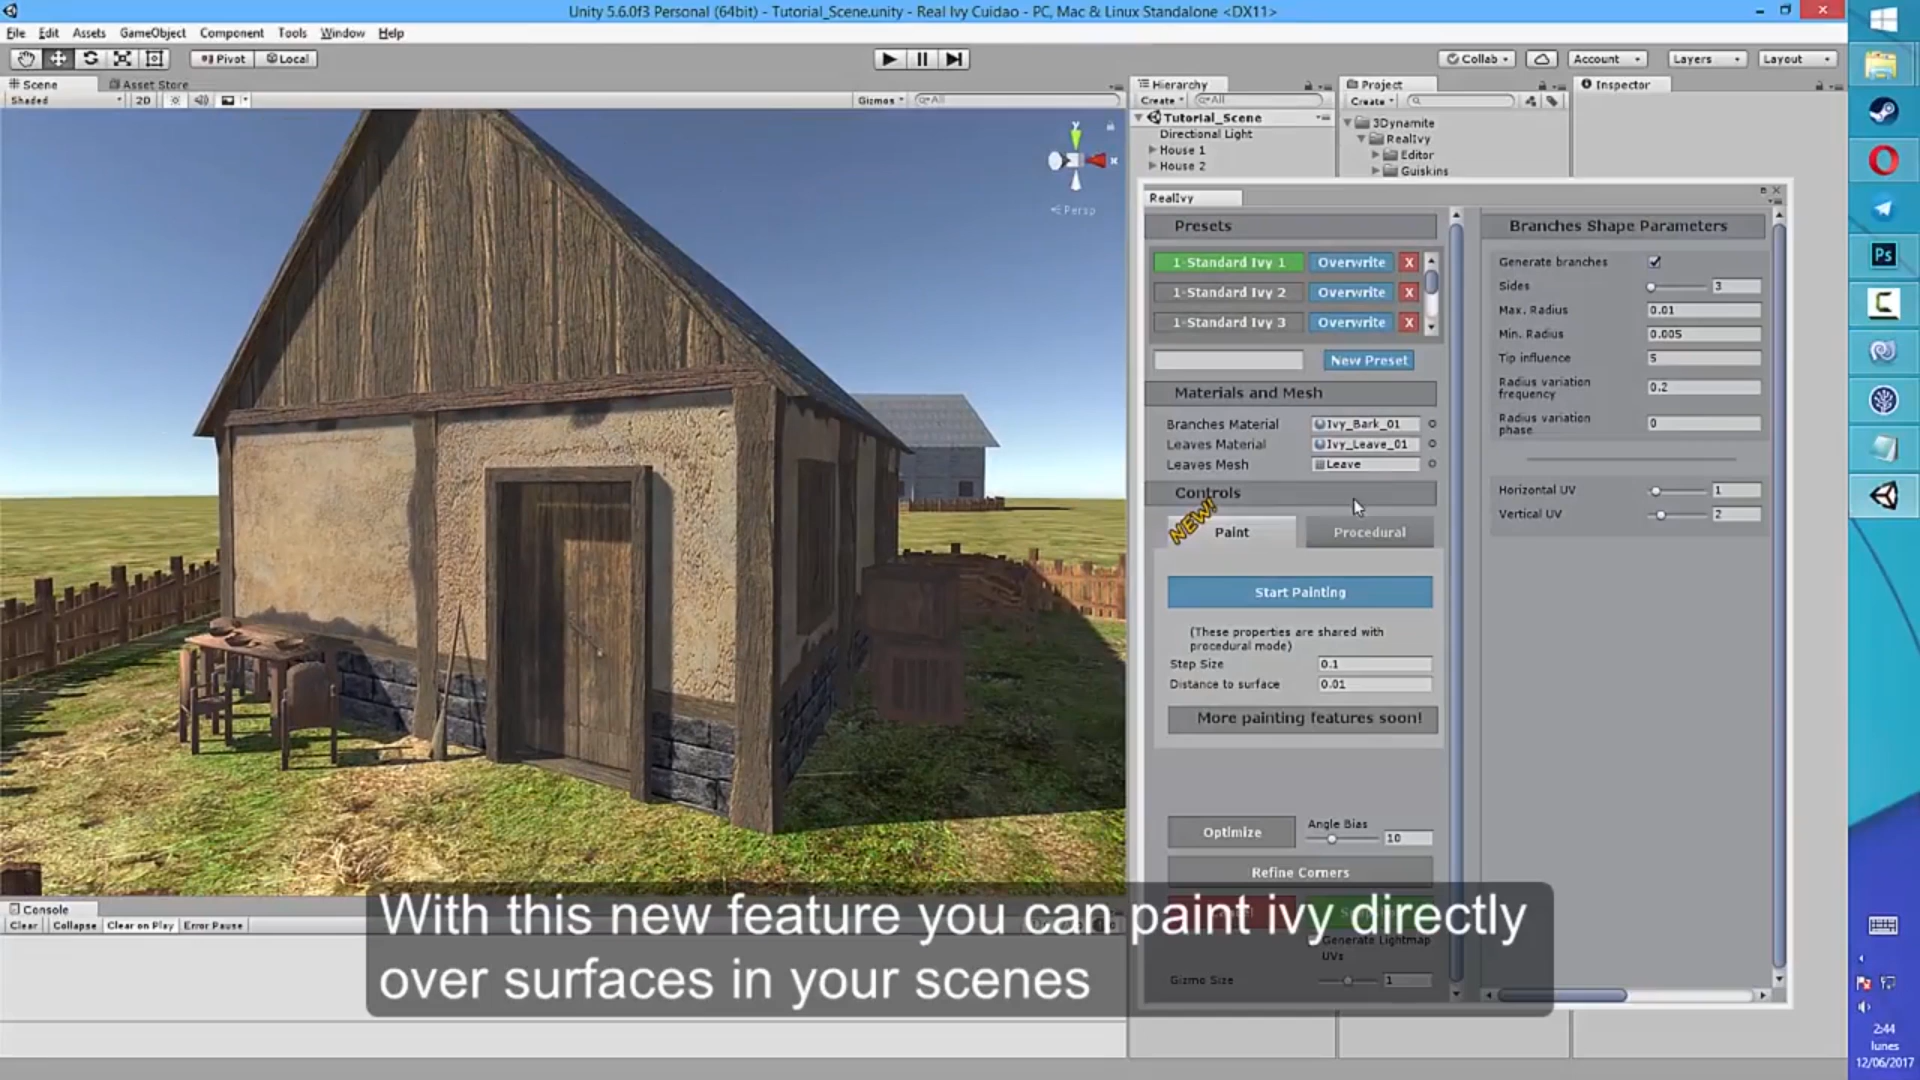 Unity 5.6.0f3 Personal (64bit) - Tutorial_Scene.unity - Real Ivy Cuidao - PC, Mac & Linux Standalone <DX11>
File Edit Assets GameObject Component Tools Window Help
Pivot Local
Collab Account Layers Layout
Scene Asset Store
Shaded 2D Gizmos All
y
x
Persp
Hierarchy
Create All
Tutorial_Scene
Directional Light
House 1
House 2
Project
Create
3Dynamite
RealIvy
Editor
Guiskins
Inspector
RealIvy
Presets
1-Standard Ivy 1 Overwrite X
1-Standard Ivy 2 Overwrite X
1-Standard Ivy 3 Overwrite X
New Preset
Materials and Mesh
Branches Material Ivy_Bark_01
Leaves Material Ivy_Leave_01
Leaves Mesh Leave
Controls
NEW!
Paint Procedural
Start Painting
(These properties are shared with
procedural mode)
Step Size 0.1
Distance to surface 0.01
More painting features soon!
Optimize Angle Bias 10
Refine Corners
Generate Lightmap
UVs
Gizmo Size 1
Branches Shape Parameters
Generate branches
Sides 3
Max. Radius 0.01
Min. Radius 0.005
Tip influence 5
Radius variation
frequency 0.2
Radius variation
phase 0
Horizontal UV 1
Vertical UV 2
Console
Clear Collapse Clear on Play Error Pause
With this new feature you can paint ivy directly
over surfaces in your scenes
Ps
C
2:44
lunes
12/06/2017